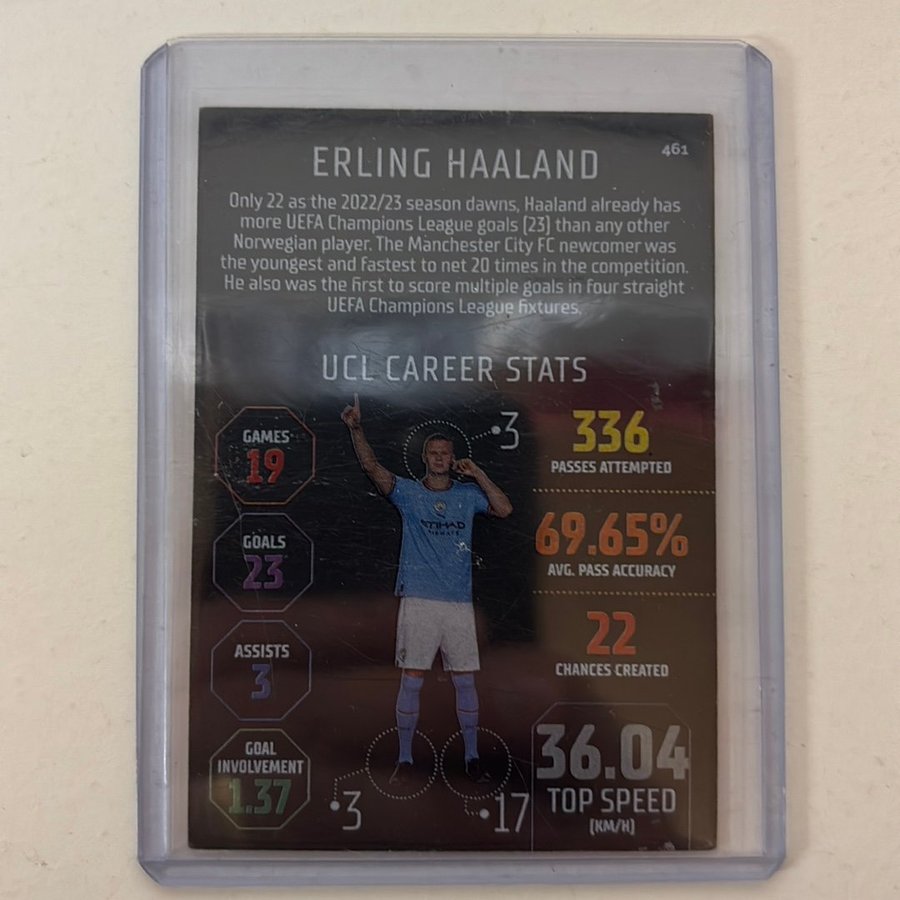 461
ERLING HAALAND
Only 22 as the 2022/23 season dawns, Haaland already has
more UEFA Champions League goals [23] than any other
Norwegian player. The Manchester City FC newcomer was
the youngest and fastest to net 20 times in the competition.
He also was the first to score multiple goals in four straight
UEFA Champions League fixtures.
UCL CAREER STATS
GAMES
19
GOALS
23
ASSISTS
3
GOAL
INVOLVEMENT
1.37
3
ETIHAD
AIRWAYS
3
17
336
PASSES ATTEMPTED
69.65%
AVG. PASS ACCURACY
22
CHANCES CREATED
36.04
TOP SPEED
[KM/H]